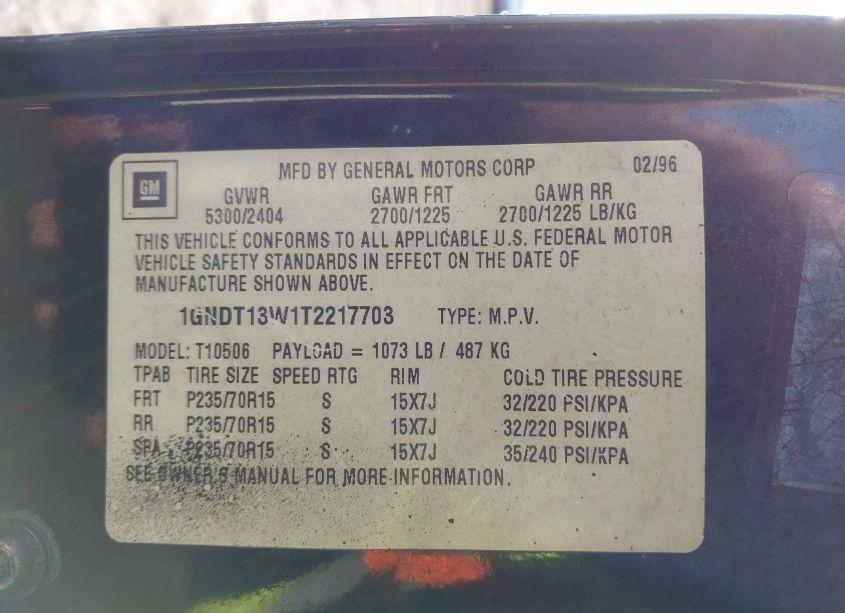 MFD BY GENERAL MOTORS CORP 02/96
GM
GVWR GAWR FRT GAWR RR
5300/2404 2700/1225 2700/1225 LB/KG
THIS VEHICLE CONFORMS TO ALL APPLICABLE U.S. FEDERAL MOTOR
VEHICLE SAFETY STANDARDS IN EFFECT ON THE DATE OF
MANUFACTURE SHOWN ABOVE.
1GNDT13W1T2217703 TYPE: M.P.V.
MODEL: T10506 PAYLOAD = 1073 LB / 487 KG
TPAB TIRE SIZE SPEED RTG RIM COLD TIRE PRESSURE
FRT P235/70R15 S 15X7J 32/220 PSI/KPA
RR P235/70R15 S 15X7J 32/220 PSI/KPA
SPA P235/70R15 S 15X7J 35/240 PSI/KPA
SEE OWNER'S MANUAL FOR MORE INFORMATION.